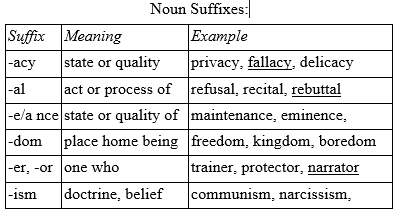 Noun Suffixes:
Suffix Meaning Example
-acy state or quality privacy, fallacy, delicacy
-al act or process of refusal, recital, rebuttal
-e/a nce state or quality of maintenance, eminence,
-dom place home being freedom, kingdom, boredom
-er, -or one who trainer, protector, narrator
-ism doctrine, belief communism, narcissism,